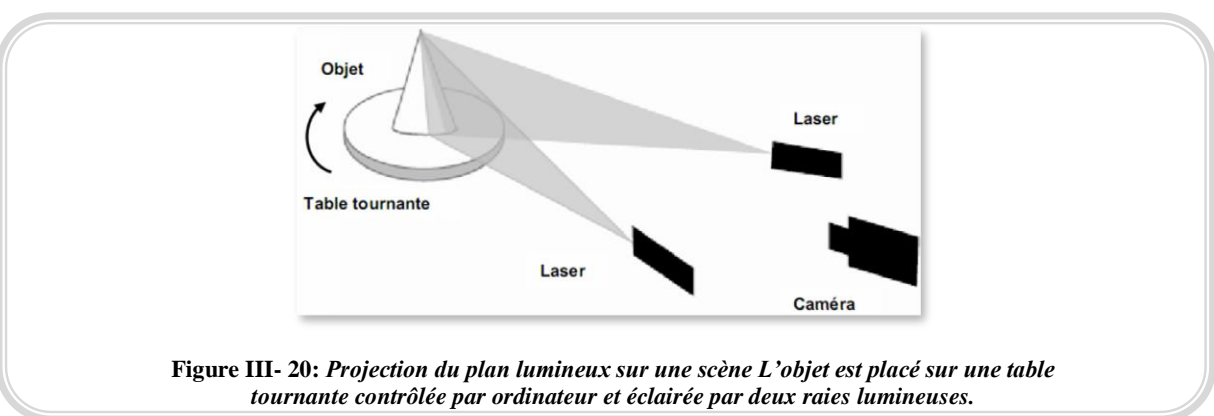 Objet
Laser
Table tournante
Laser
Caméra
Figure III- 20: Projection du plan lumineux sur une scène L’objet est placé sur une table
tournante contrôlée par ordinateur et éclairée par deux raies lumineuses.